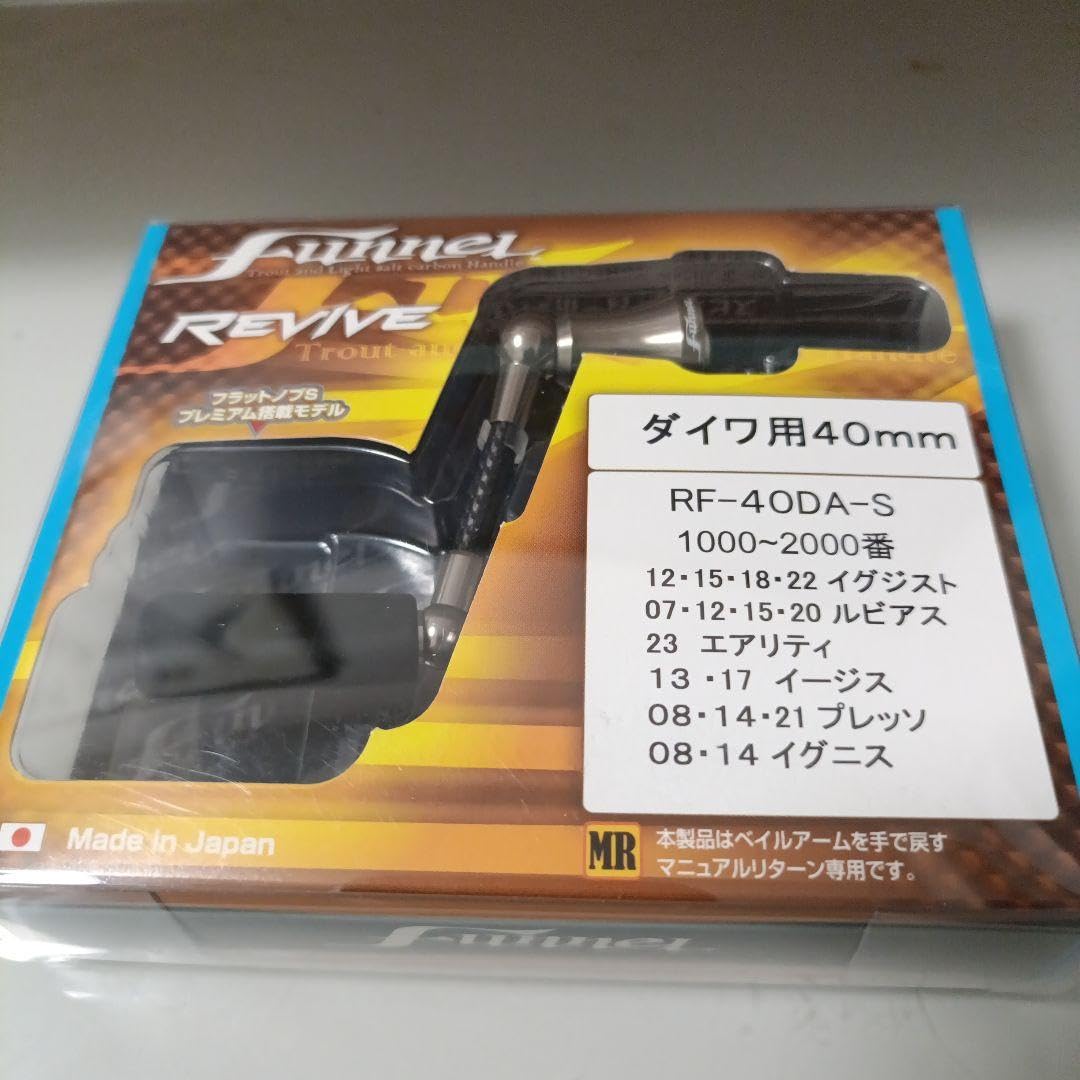 Funnel
Trout and Light Salt carbon Handle
REVIVE
Trout an
Handle
フラットノブS
プレミアム搭載モデル
Funnel
ダイワ用40mm
RF-40DA-S
1000~2000番
12・15・18・22 イグジスト
07・12・15・20 ルビアス
23 エアリティ
13・17 イージス
08・14・21 プレッソ
08・14 イグニス
Made in Japan
MR
本製品はベイルアームを手で戻す
マニュアルリターン専用です。
Funnel